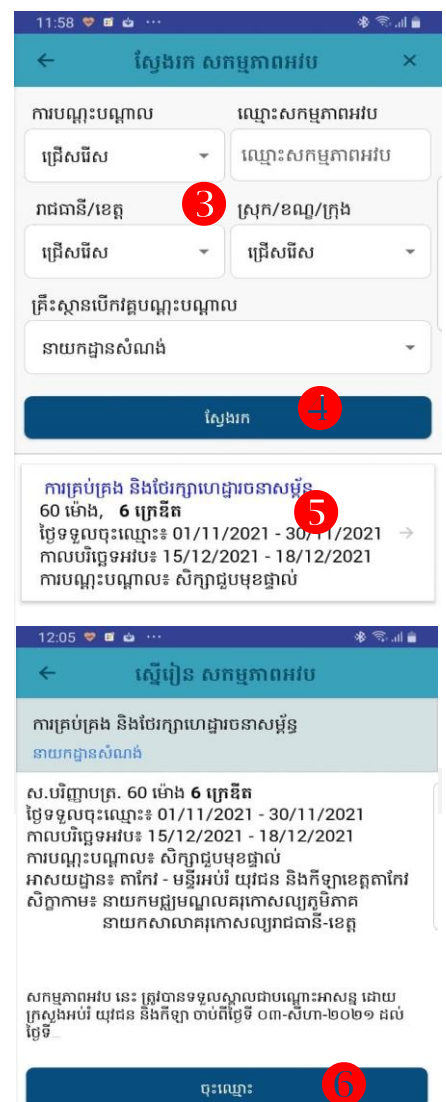 11:58
ស្វែងរក សកម្មភាពអវប
ការបណ្តុះបណ្តាល ឈ្មោះសកម្មភាពអវប
ជ្រើសរើស ឈ្មោះសកម្មភាពអវប
រាជធានី/ខេត្ត 3 ស្រុក/ខណ្ឌ/ក្រុង
ជ្រើសរើស ជ្រើសរើស
គ្រឹះស្ថានបើកវគ្គបណ្តុះបណ្តាល
នាយកដ្ឋានសំណង់
ស្វែងរក 4
ការគ្រប់គ្រង និងថែរក្សាហេដ្ឋារចនាសម្ព័ន្ធ
60 ម៉ោង, 6 ក្រេឌីត 5
ថ្ងៃទទួលចុះឈ្មោះ៖ 01/11/2021 - 30/11/2021
កាលបរិច្ឆេទអវប៖ 15/12/2021 - 18/12/2021
ការបណ្តុះបណ្តាល៖ សិក្សាជួបមុខផ្ទាល់
12:05
ស្នើរៀន សកម្មភាពអវប
ការគ្រប់គ្រង និងថែរក្សាហេដ្ឋារចនាសម្ព័ន្ធ
នាយកដ្ឋានសំណង់
ស.បរិញ្ញាបត្រ. 60 ម៉ោង 6 ក្រេឌីត
ថ្ងៃទទួលចុះឈ្មោះ៖ 01/11/2021 - 30/11/2021
កាលបរិច្ឆេទអវប៖ 15/12/2021 - 18/12/2021
ការបណ្តុះបណ្តាល៖ សិក្សាជួបមុខផ្ទាល់
អាសយដ្ឋាន៖ តាកែវ - មន្ទីរអប់រំ យុវជន និងកីឡាខេត្តតាកែវ
សិក្ខាកាម៖ នាយកមជ្ឈមណ្ឌលគរុកោសល្យភូមិភាគ
នាយកសាលាគរុកោសល្យរាជធានី-ខេត្ត
សកម្មភាពអវប នេះ ត្រូវបានទទួលស្គាល់ជាបណ្តោះអាសន្ន ដោយ
ក្រសួងអប់រំ យុវជន និងកីឡា ចាប់ពីថ្ងៃទី ០៣-សីហា-២០២១ ដល់
ថ្ងៃទី
ចុះឈ្មោះ 6